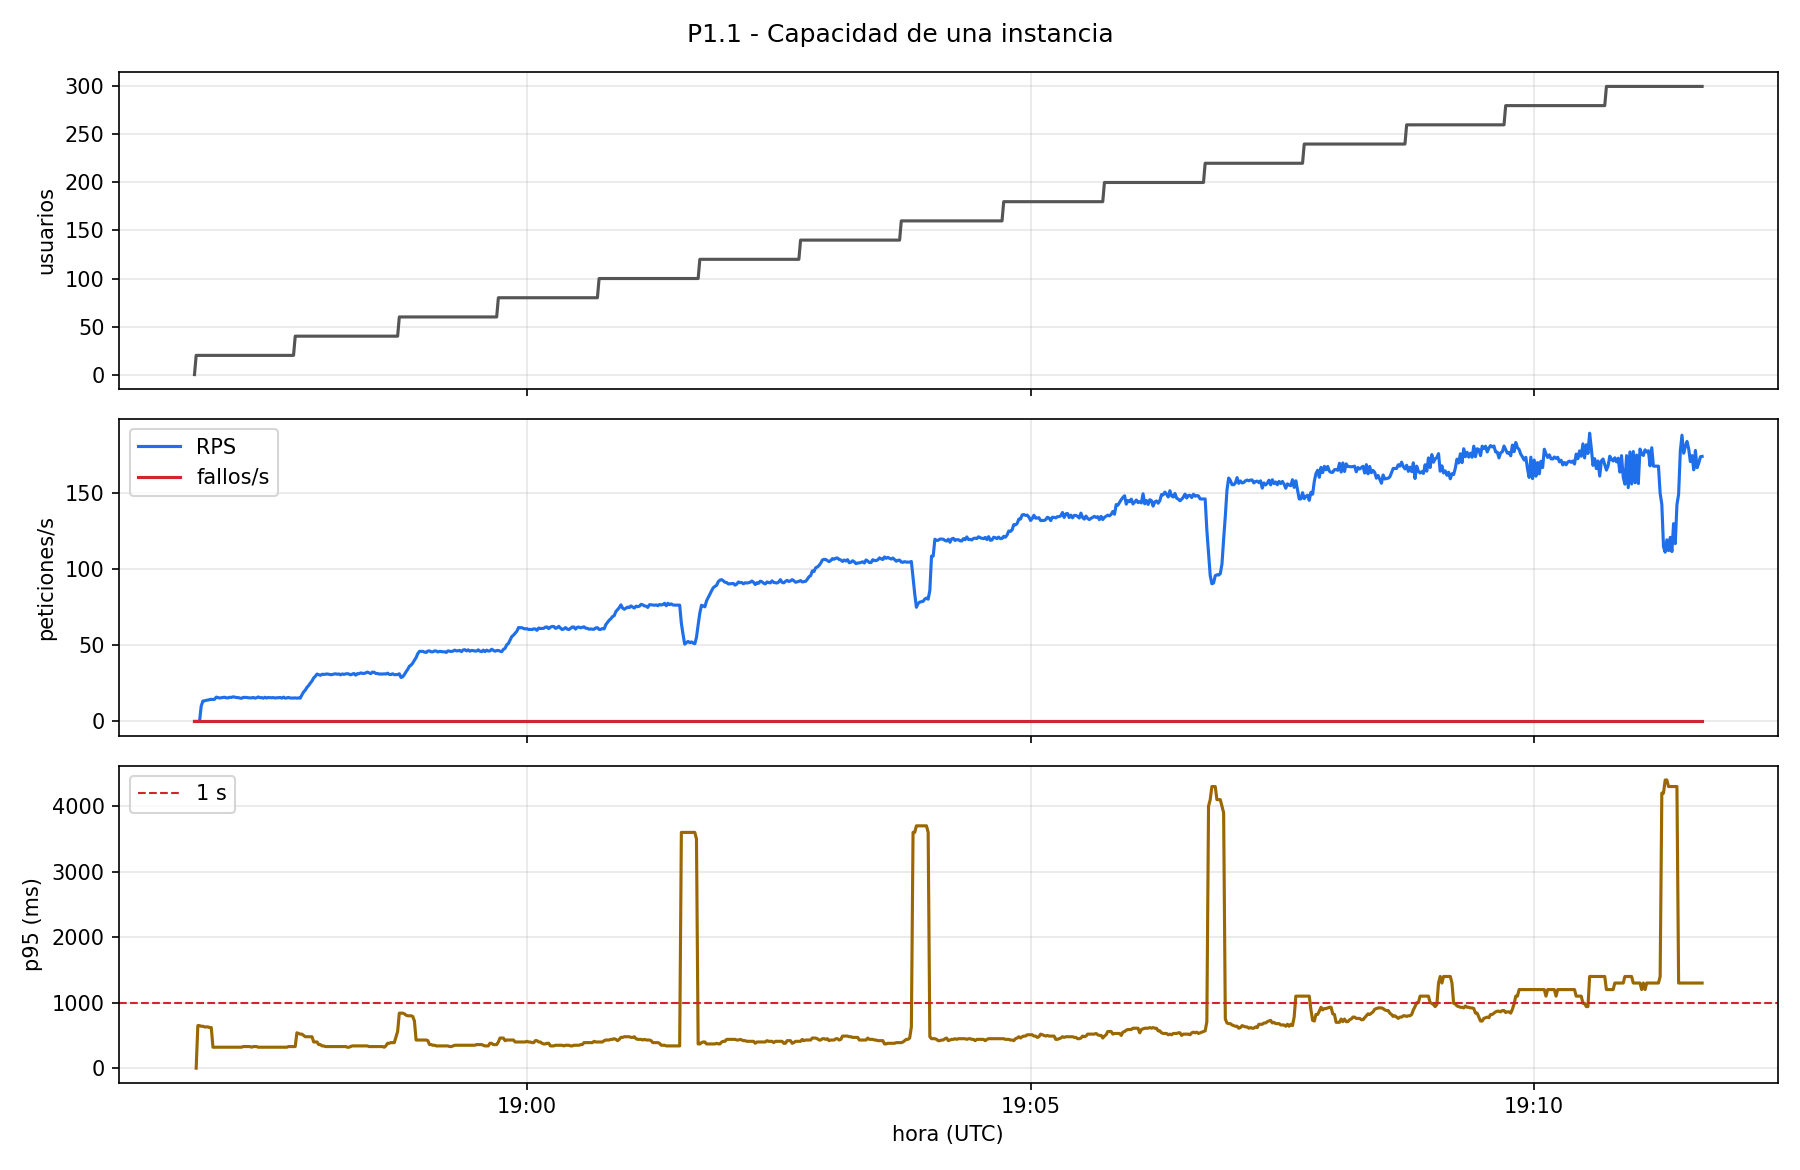 P1.1 - Capacidad de una instancia
usuarios
300
250
200
150
100
50
0
peticiones/s
RPS
fallos/s
150
100
50
0
p95 (ms)
1 s
4000
3000
2000
1000
0
19:00
19:05
19:10
hora (UTC)